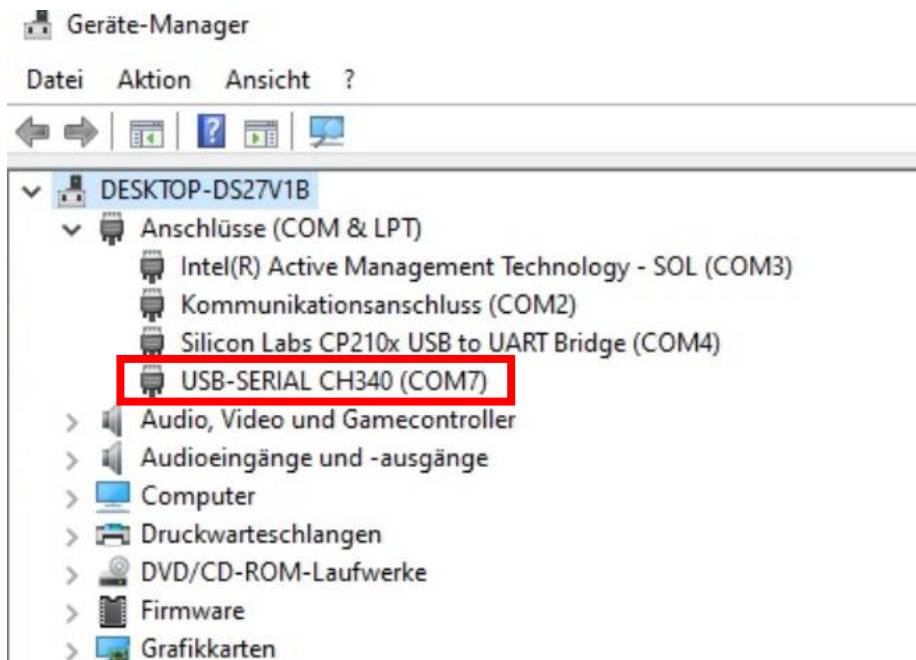 Geräte-Manager
Datei Aktion Ansicht ?
?
DESKTOP-DS27V1B
Anschlüsse (COM & LPT)
Intel(R) Active Management Technology - SOL (COM3)
Kommunikationsanschluss (COM2)
Silicon Labs CP210x USB to UART Bridge (COM4)
USB-SERIAL CH340 (COM7)
Audio, Video und Gamecontroller
Audioeingänge und -ausgänge
Computer
Druckwarteschlangen
DVD/CD-ROM-Laufwerke
Firmware
Grafikkarten